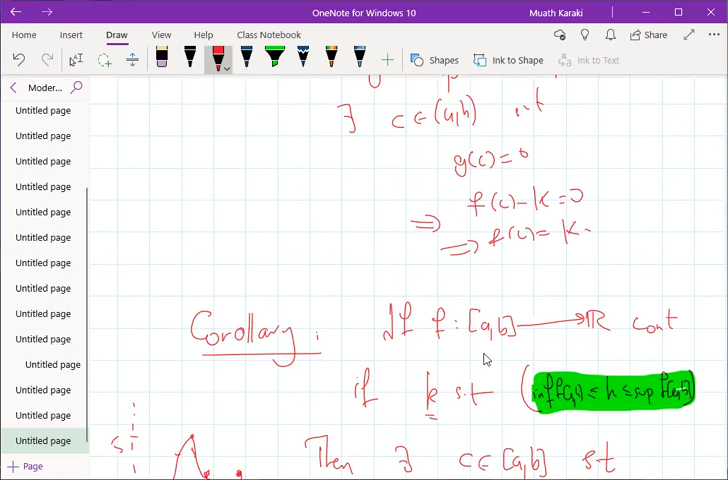 OneNote for Windows 10
Muath Karaki
Home Insert Draw View Help Class Notebook
Share
Shapes Ink to Shape Ink to Text
Moder...
Untitled page
Untitled page
Untitled page
Untitled page
Untitled page
Untitled page
Untitled page
Untitled page
Untitled page
Untitled page
Untitled page
Untitled page
Untitled page
Untitled page
+ Page
∃ c ∈ (a,b) s.t
g(c) = 0
⇒ f(c) - k = 0
⇒ f(c) = k
Corollary : If f : [a,b] → ℝ cont
if k s.t (inf f[a,b] ≤ k ≤ sup f[a,b])
Then ∃ c ∈ [a,b] st